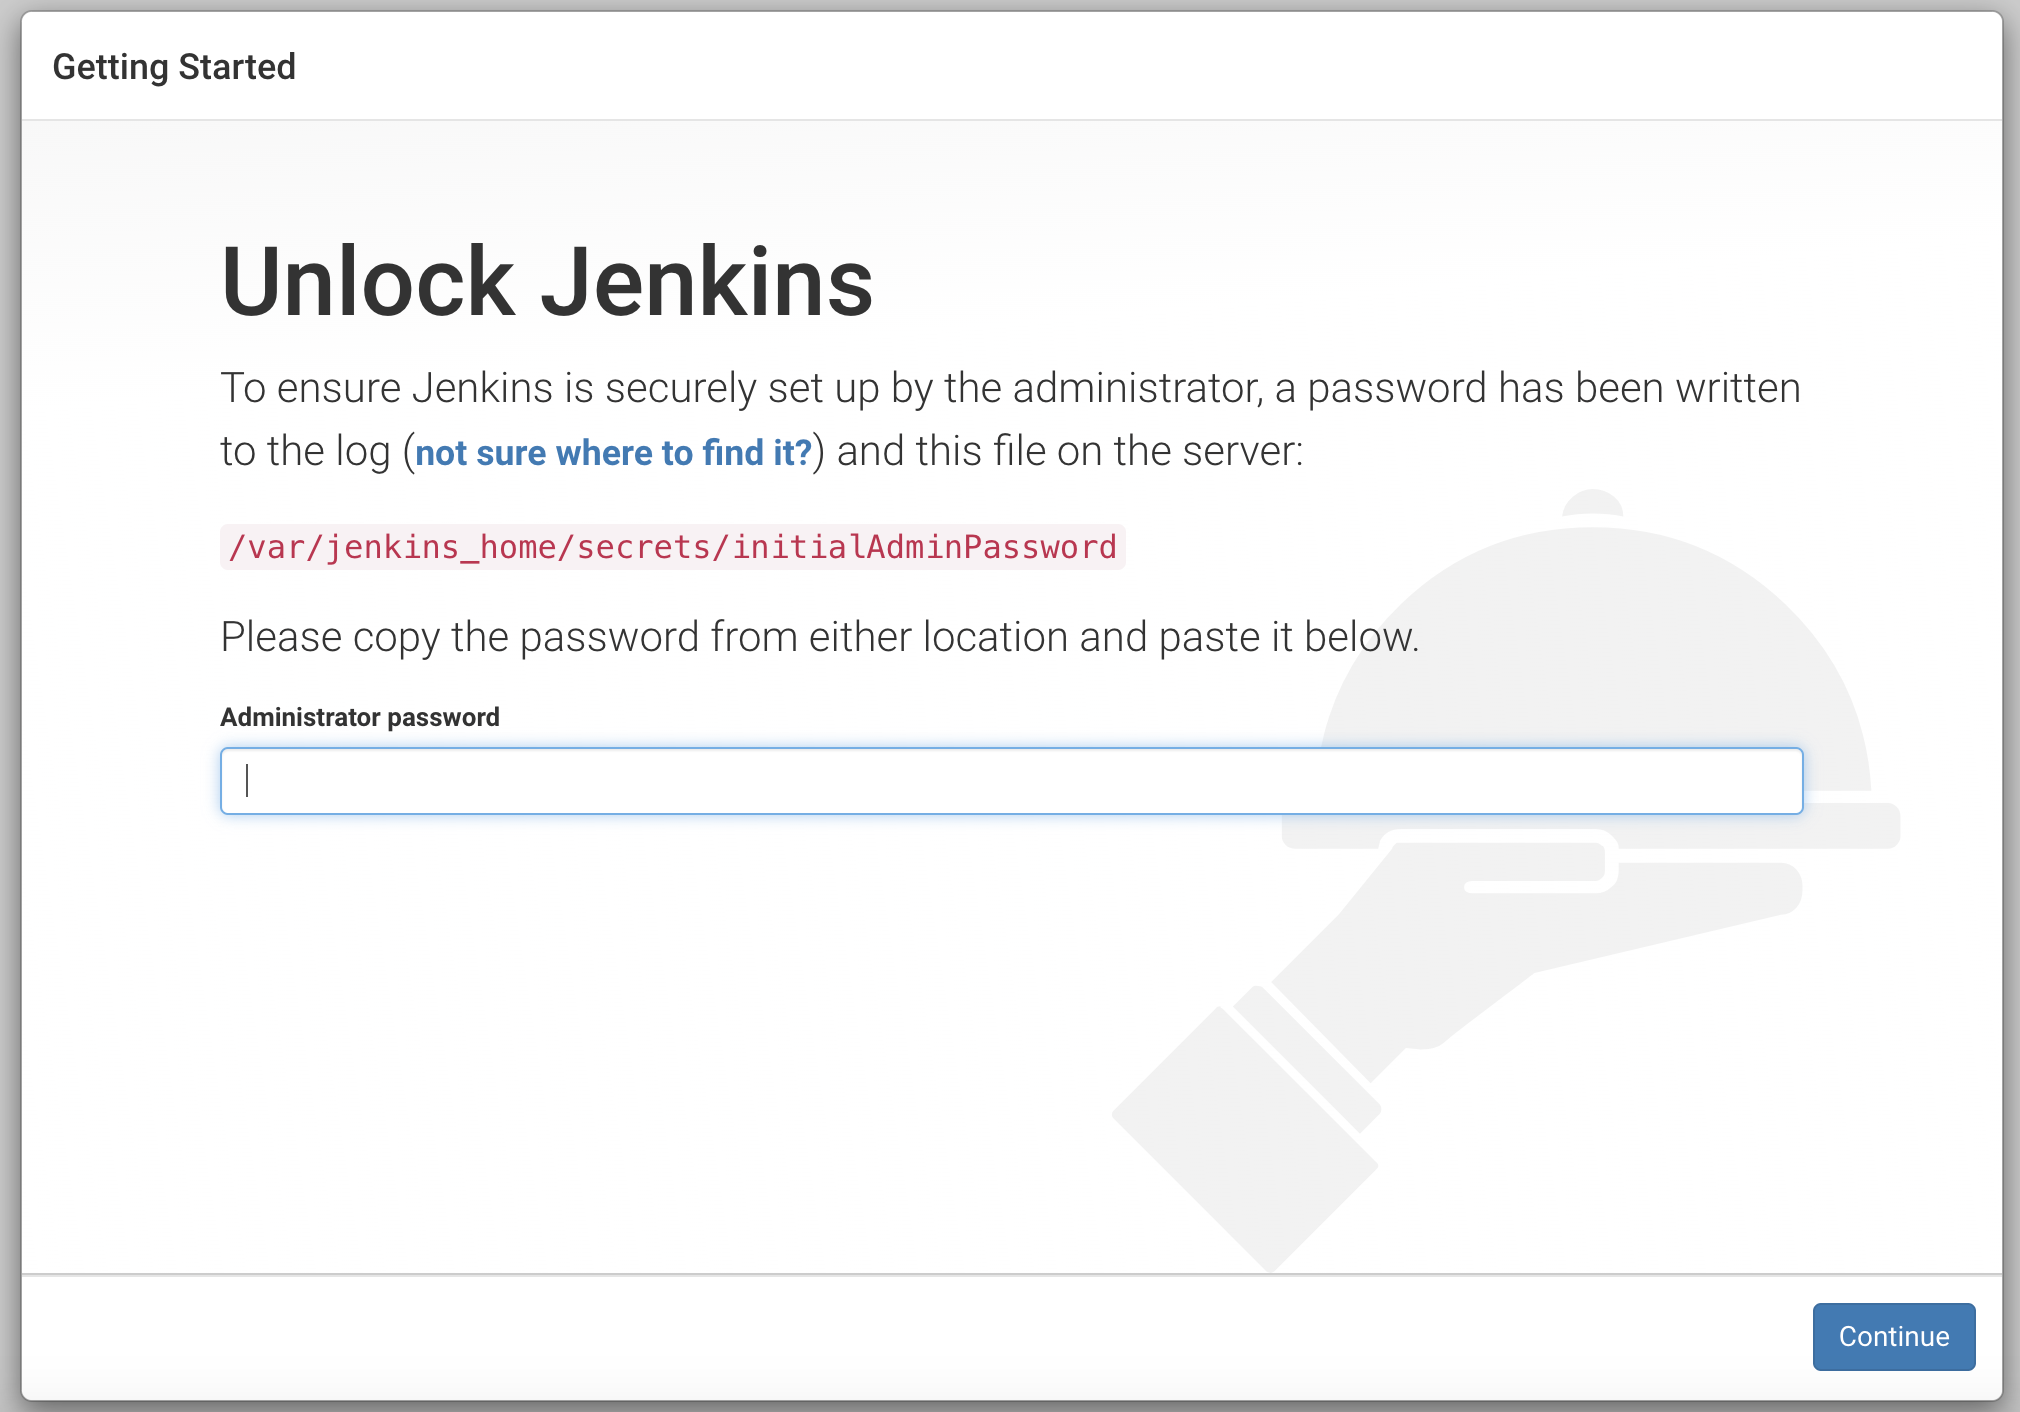 Getting Started
Unlock Jenkins
To ensure Jenkins is securely set up by the administrator, a password has been written
to the log (not sure where to find it?) and this file on the server:
/var/jenkins_home/secrets/initialAdminPassword
Please copy the password from either location and paste it below.
Administrator password
Continue